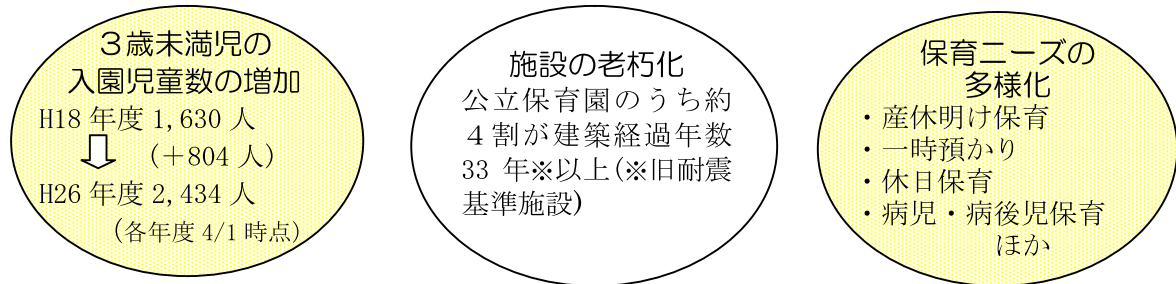 ３歳未満児の
入園児童数の増加
H18 年度 1,630 人
(＋804 人)
H26 年度 2,434 人
(各年度 4/1 時点)
施設の老朽化
公立保育園のうち約
４割が建築経過年数
33 年※以上(※旧耐震
基準施設)
保育ニーズの
多様化
・産休明け保育
・一時預かり
・休日保育
・病児・病後児保育
ほか